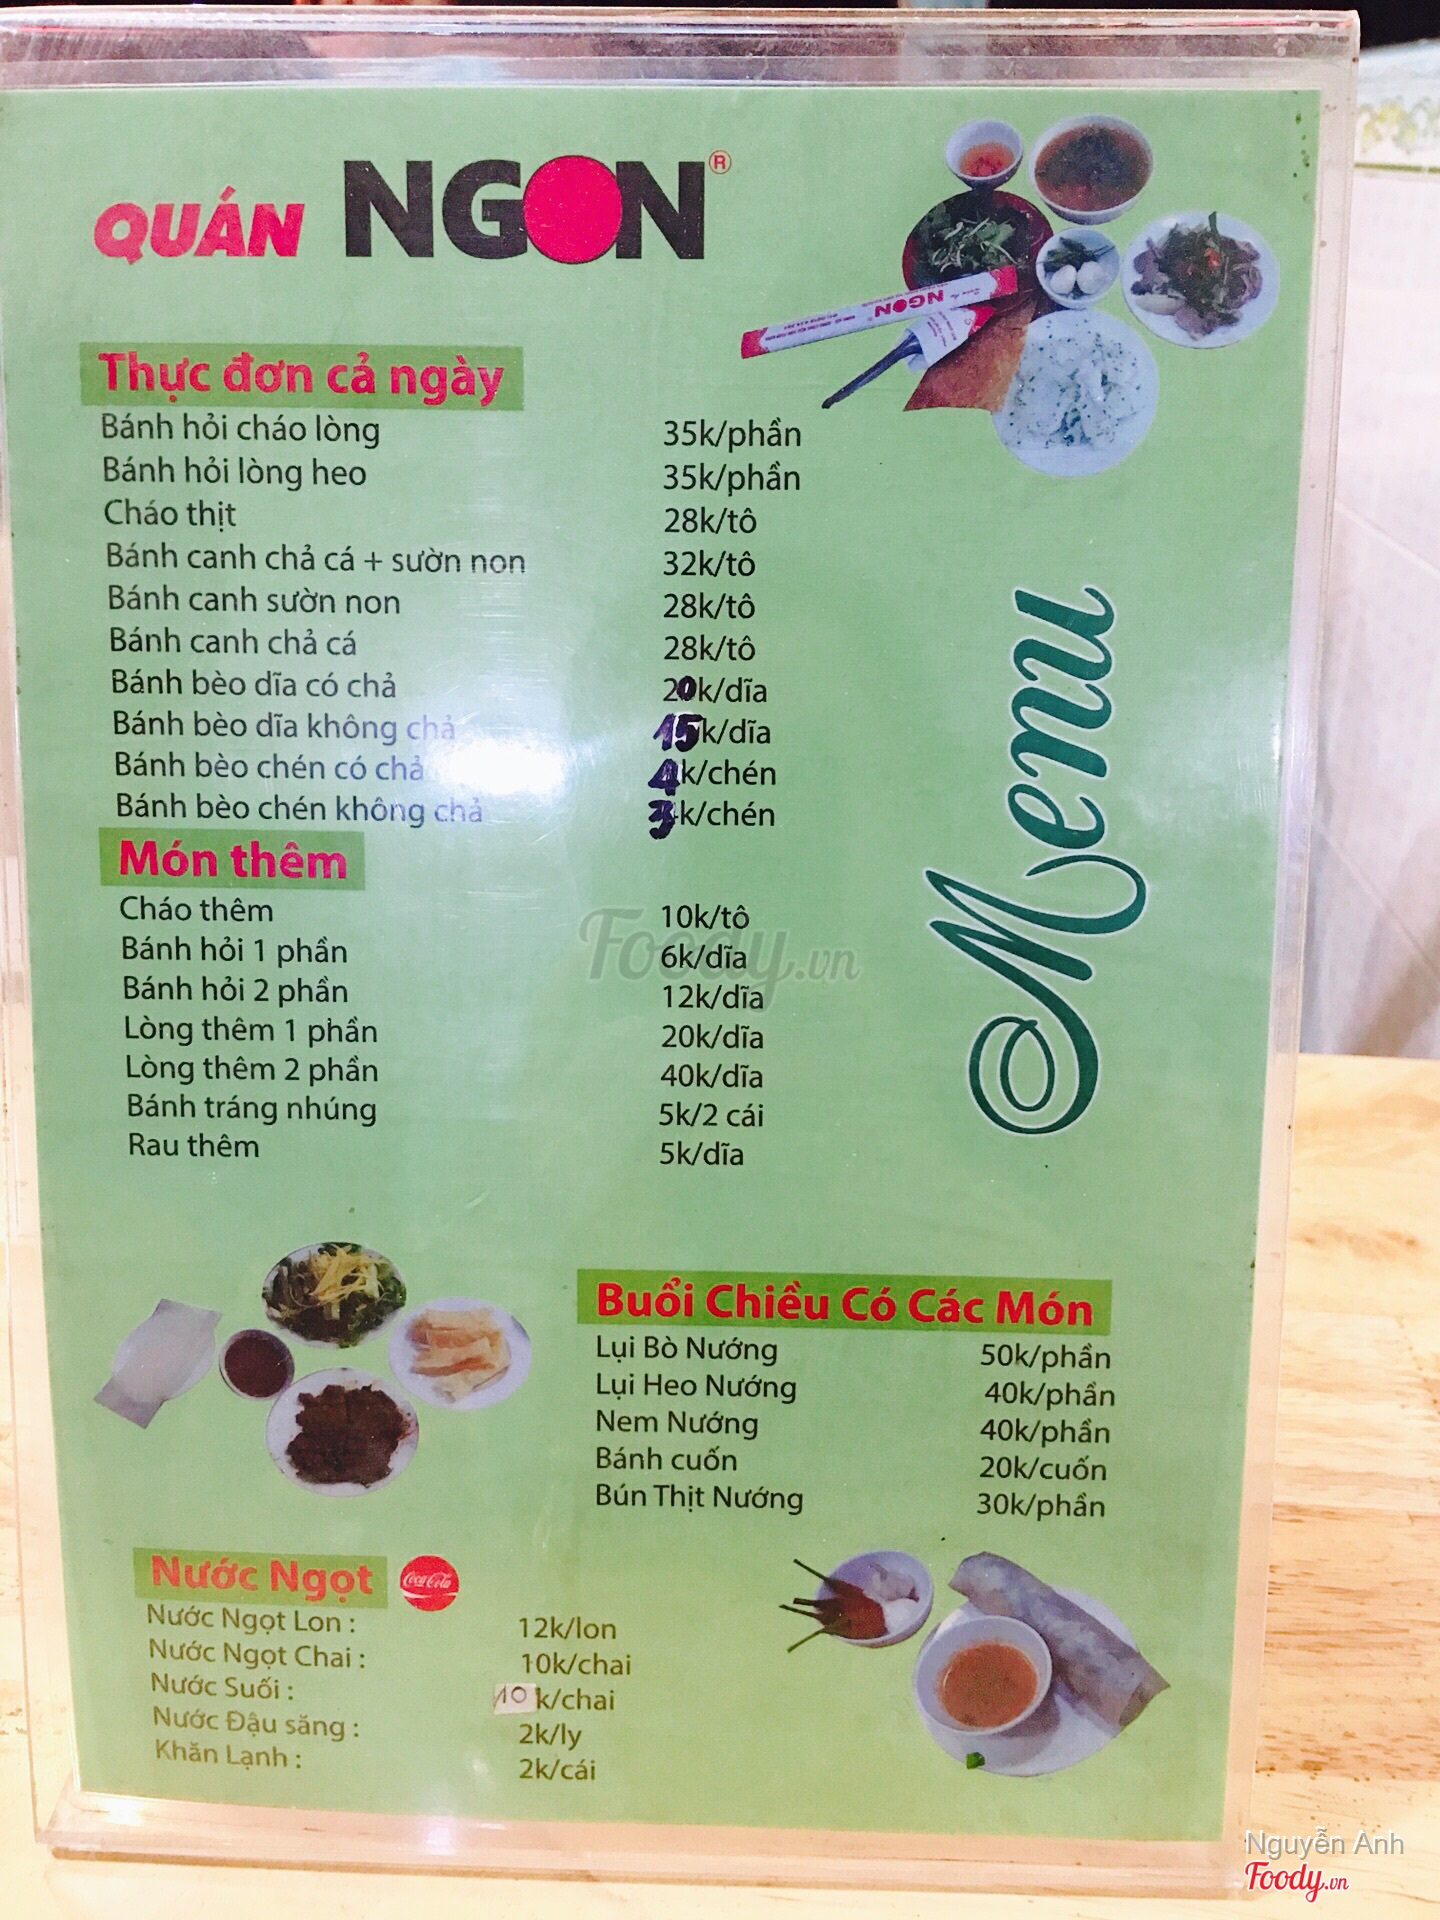 QUÁN NGON®
Thực đơn cả ngày
Bánh hỏi cháo lòng 35k/phần
Bánh hỏi lòng heo 35k/phần
Cháo thịt 28k/tô
Bánh canh chả cá + sườn non 32k/tô
Bánh canh sườn non 28k/tô
Bánh canh chả cá 28k/tô
Bánh bèo dĩa có chả 20k/dĩa
Bánh bèo dĩa không chả 15k/dĩa
Bánh bèo chén có chả 4k/chén
Bánh bèo chén không chả 3k/chén
Món thêm
Cháo thêm 10k/tô
Bánh hỏi 1 phần 6k/dĩa
Bánh hỏi 2 phần 12k/dĩa
Lòng thêm 1 phần 20k/dĩa
Lòng thêm 2 phần 40k/dĩa
Bánh tráng nhúng 5k/2 cái
Rau thêm 5k/dĩa
Menu
Foody.vn
Buổi Chiều Có Các Món
Lụi Bò Nướng 50k/phần
Lụi Heo Nướng 40k/phần
Nem Nướng 40k/phần
Bánh cuốn 20k/cuốn
Bún Thịt Nướng 30k/phần
Nước Ngọt Coca-Cola
Nước Ngọt Lon : 12k/lon
Nước Ngọt Chai : 10k/chai
Nước Suối : 10k/chai
Nước Đậu săng : 2k/ly
Khăn Lạnh : 2k/cái
Nguyễn Anh
Foody.vn